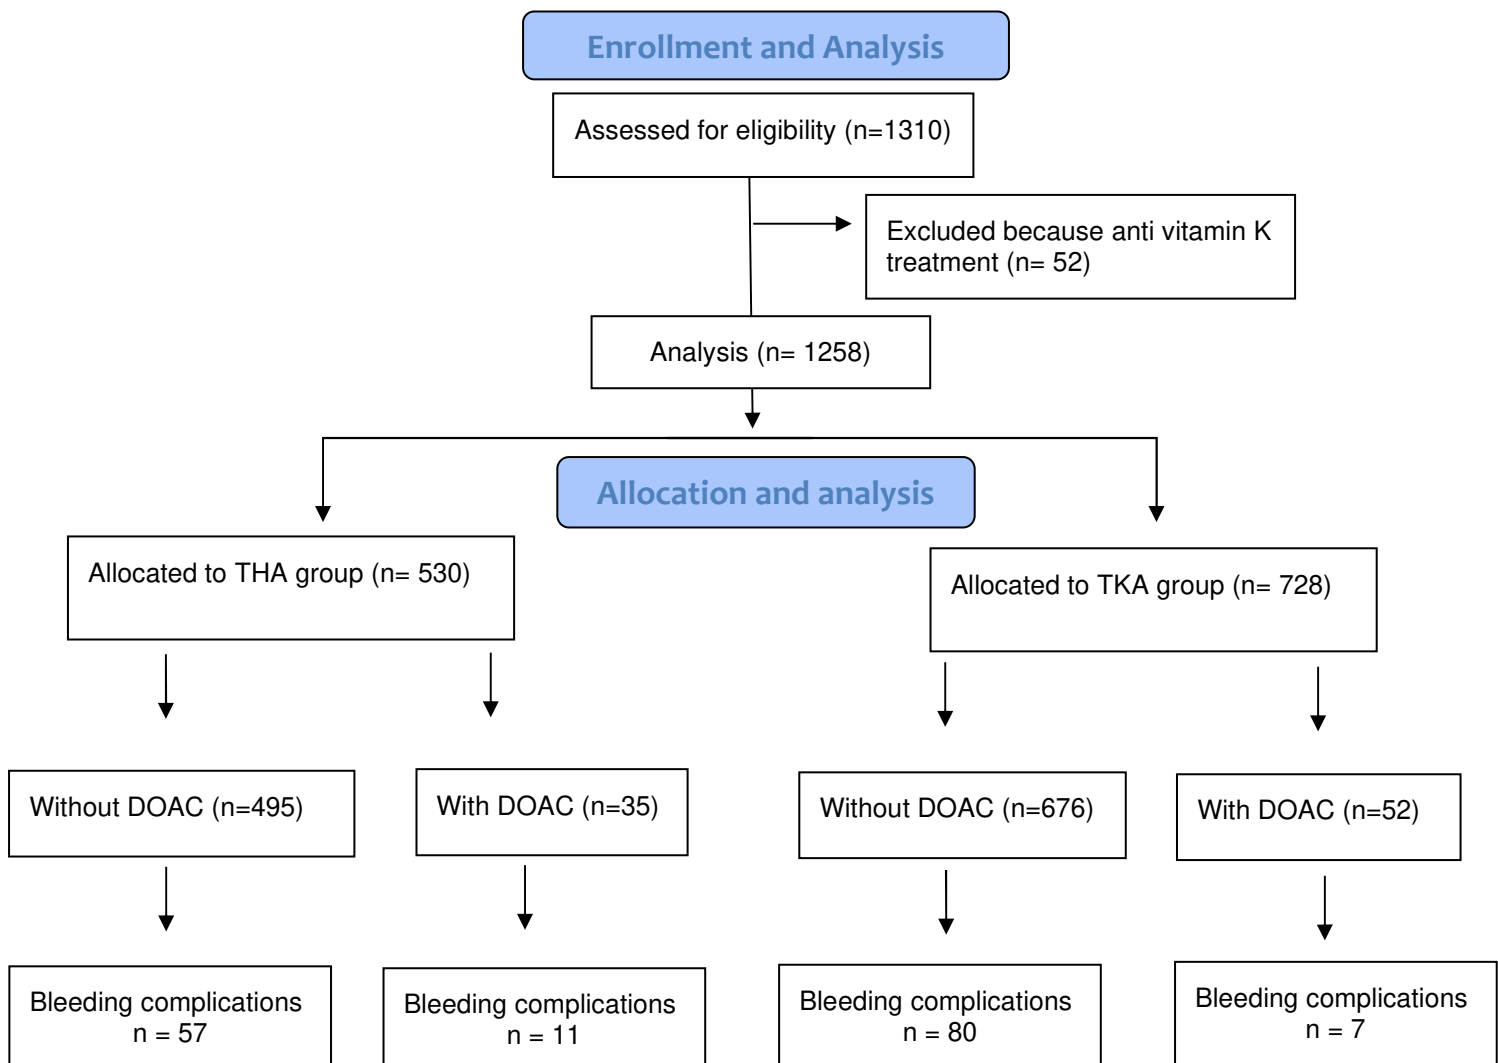 Enrollment and Analysis
Assessed for eligibility (n=1310)
Excluded because anti vitamin K
treatment (n= 52)
Analysis (n= 1258)
Allocation and analysis
Allocated to THA group (n= 530)
Allocated to TKA group (n= 728)
Without DOAC (n=495)
With DOAC (n=35)
Without DOAC (n=676)
With DOAC (n=52)
Bleeding complications
n = 57
Bleeding complications
n = 11
Bleeding complications
n = 80
Bleeding complications
n = 7